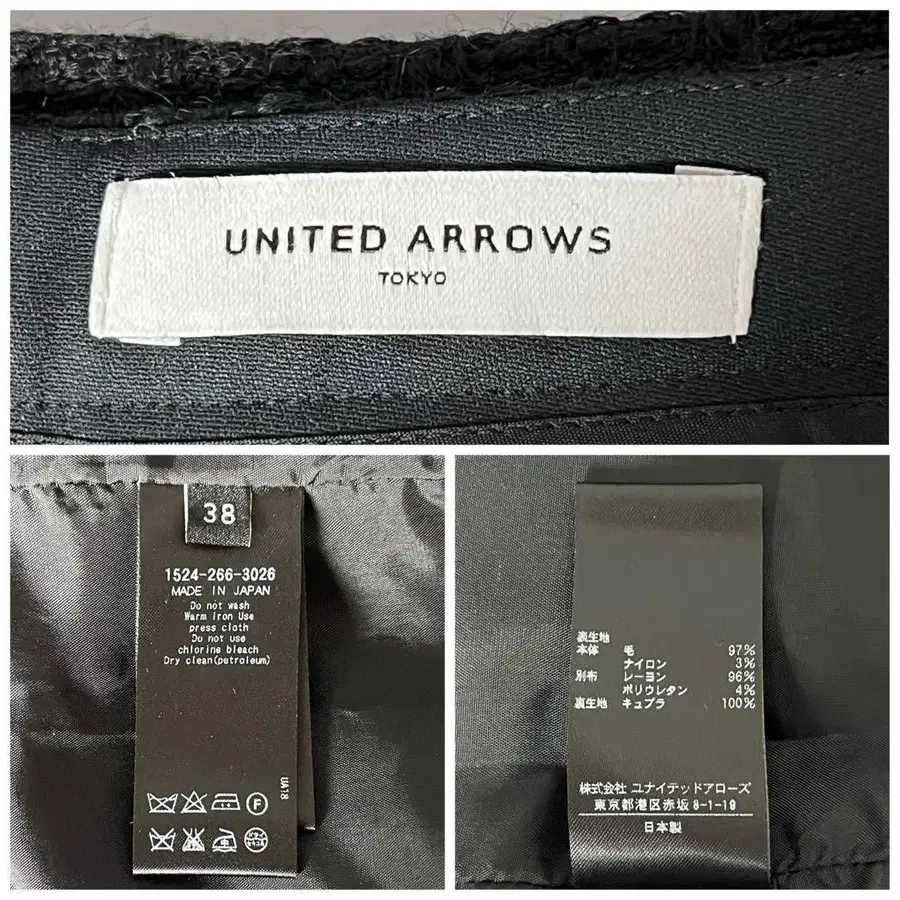 UNITED ARROWS
TOKYO
38
1524-266-3026
MADE IN JAPAN
Do not wash
Warm iron Use
press cloth
Do not use
chlorine bleach
Dry clean(petroleum)
UA18
F
表生地
本体 毛 97%
ナイロン 3%
別布 レーヨン 96%
ポリウレタン 4%
裏生地 キュプラ 100%
株式会社 ユナイテッドアローズ
東京都港区赤坂8-1-19
日本製